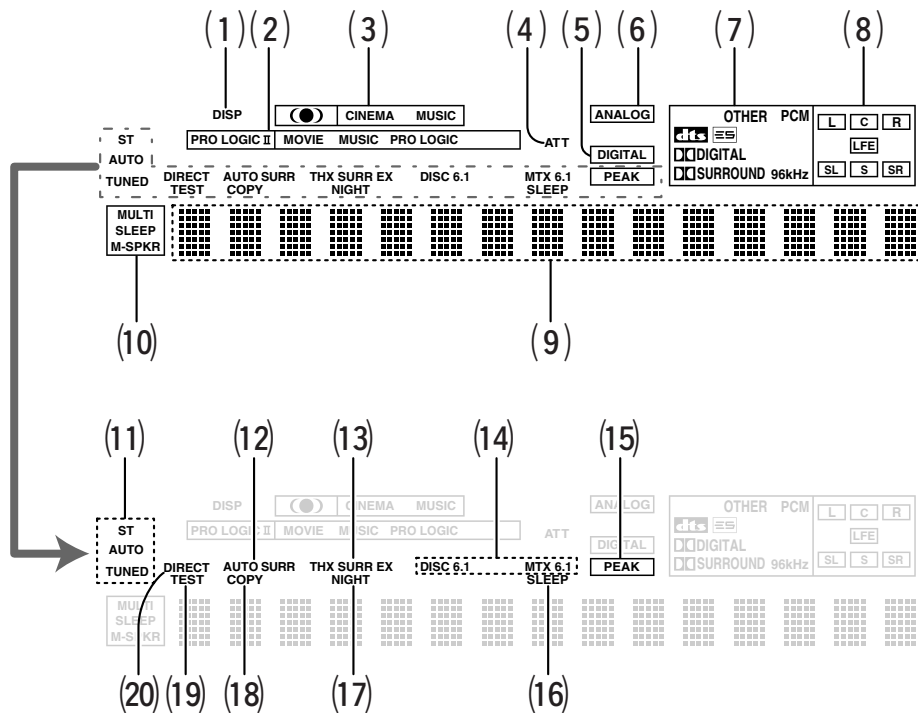 (1) (2) (3) (4) (5) (6) (7) (8)
DISP CINEMA MUSIC ANALOG OTHER PCM L C R
ST PRO LOGIC II MOVIE MUSIC PRO LOGIC ATT dts ES LFE
AUTO DIGITAL DIGITAL
TUNED DIRECT AUTO SURR THX SURR EX DISC 6.1 MTX 6.1 PEAK SURROUND 96kHz SL S SR
TEST COPY NIGHT SLEEP
MULTI
SLEEP
M-SPKR
(10) (9)
(11) (12) (13) (14) (15)
DISP CINEMA MUSIC ANALOG OTHER PCM L C R
ST PRO LOGIC II MOVIE MUSIC PRO LOGIC ATT dts ES LFE
AUTO DIGITAL DIGITAL
TUNED DIRECT AUTO SURR THX SURR EX DISC 6.1 MTX 6.1 PEAK SURROUND 96kHz SL S SR
TEST COPY NIGHT SLEEP
MULTI
SLEEP
M-SPKR
(20) (19) (18) (17) (16)